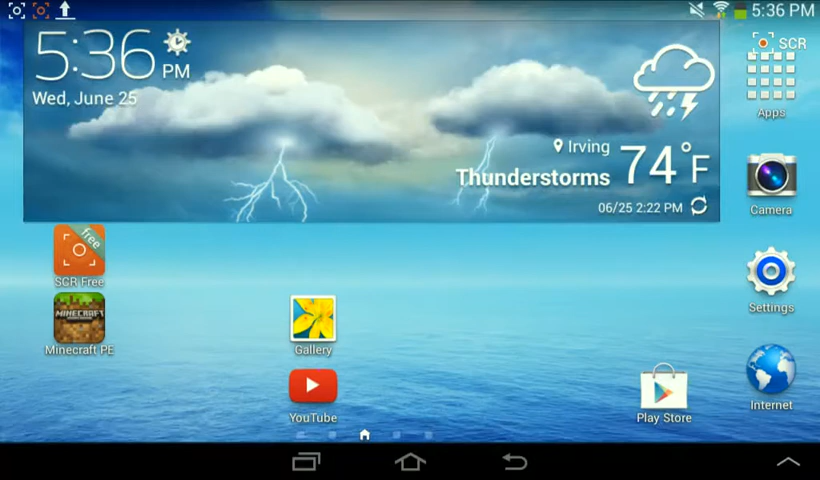 5:36 PM
SCR
5:36 PM
Wed, June 25
Irving
74°F
Thunderstorms
06/25 2:22 PM
Apps
Camera
free
SCR Free
Settings
MINECRAFT
Minecraft PE
Gallery
YouTube
Play Store
Internet